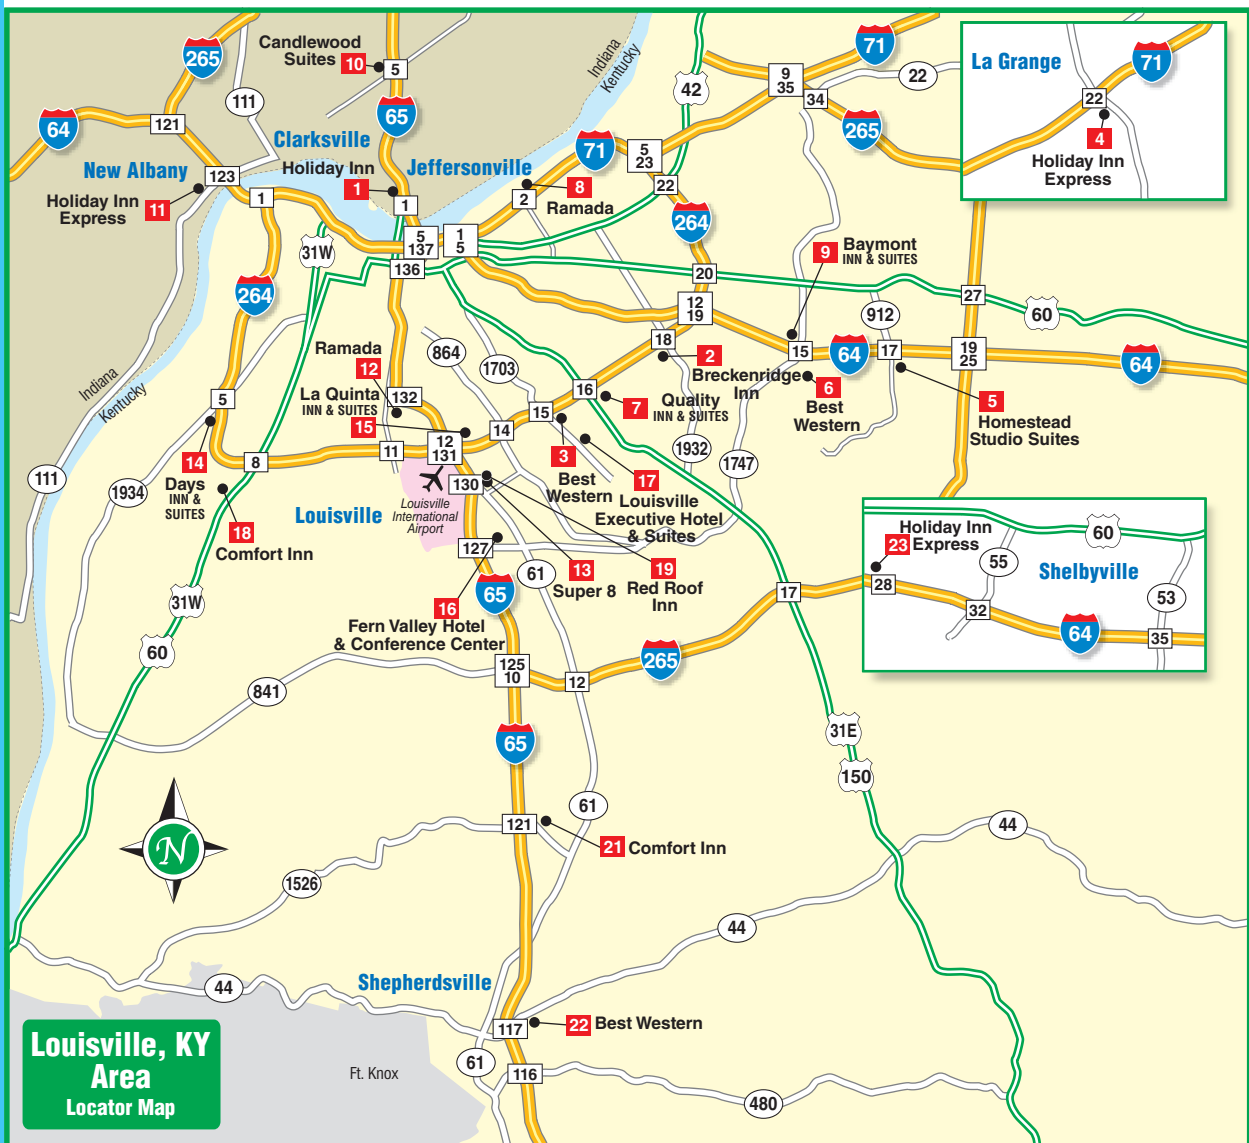 Candlewood
Suites
10
5
265
71
9
35
34
22
42
Indiana
Kentucky
La Grange
71
22
4
Holiday Inn
Express
111
64
121
65
Clarksville
Holiday Inn
1
Jeffersonville
71
5
23
265
New Albany
123
Holiday Inn
Express
11
1
1
8
Ramada
2
22
264
31W
5
137
1
5
136
9
Baymont
INN & SUITES
20
27
60
264
12
19
912
18
Ramada
12
864
1703
2
Breckenridge
Inn
15
64
17
19
25
64
Indiana
Kentucky
La Quinta
INN & SUITES
132
16
7
Quality
INN & SUITES
6
Best
Western
5
Homestead
Studio Suites
5
15
15
14
11
12
131
14
Days
INN &
SUITES
8
3
Best
Western
17
Louisville
Executive Hotel
& Suites
1932
1747
111
1934
130
Louisville
International
Airport
Louisville
18
Comfort Inn
127
61
13
Super 8
19
Red Roof
Inn
Holiday Inn
Express
23
60
55
Shelbyville
28
32
64
53
35
31W
60
65
16
Fern Valley Hotel
& Conference Center
17
265
125
10
12
841
65
31E
150
N
61
121
21
Comfort Inn
44
1526
44
Shepherdsville
44
22
Best Western
117
Louisville, KY
Area
Locator Map
Ft. Knox
61
116
480